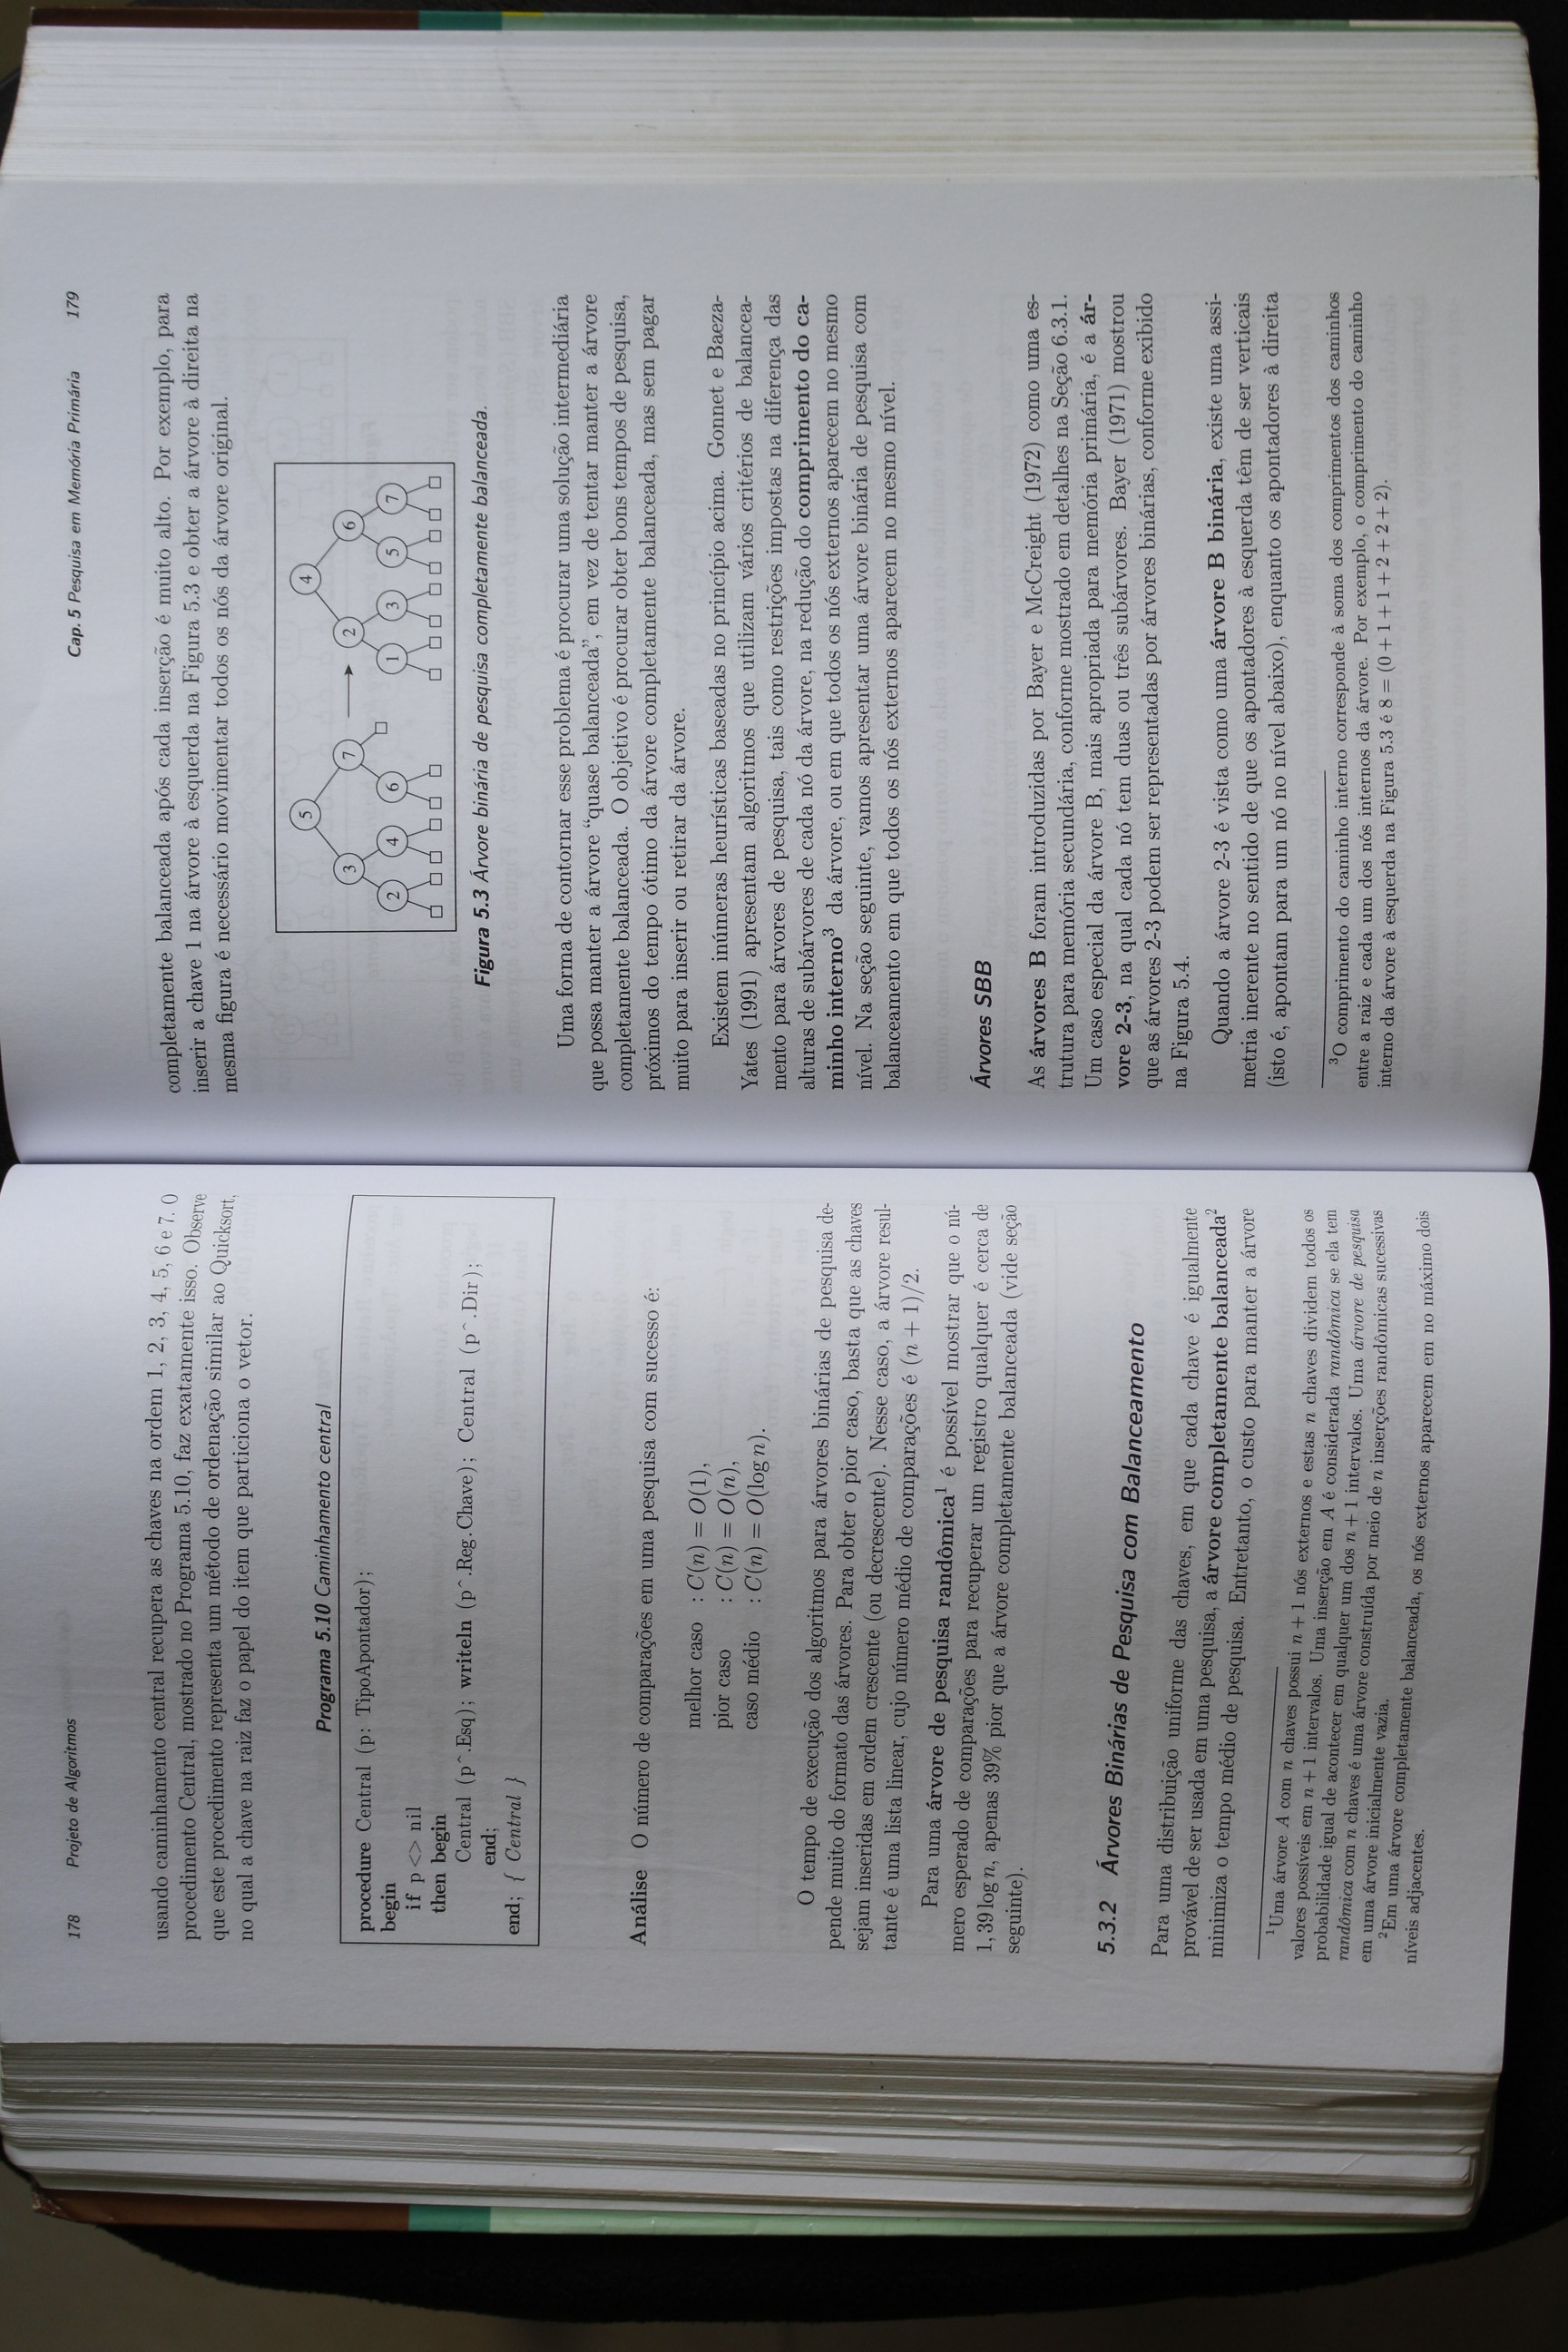 178 Projeto de Algoritmos
usando caminhamento central recupera as chaves na ordem 1, 2, 3, 4, 5, 6 e 7. O
procedimento Central, mostrado no Programa 5.10, faz exatamente isso. Observe
que este procedimento representa um método de ordenação similar ao Quicksort,
no qual a chave na raiz faz o papel do item que particiona o vetor.
Programa 5.10 Caminhamento central
procedure Central (p: TipoApontador);
begin
if p <> nil
then begin
Central (p^.Esq); writeln (p^.Reg.Chave); Central (p^.Dir);
end;
end; { Central }
Análise O número de comparações em uma pesquisa com sucesso é:
melhor caso : C(n) = O(1),
pior caso : C(n) = O(n),
caso médio : C(n) = O(log n).
O tempo de execução dos algoritmos para árvores binárias de pesquisa de-
pende muito do formato das árvores. Para obter o pior caso, basta que as chaves
sejam inseridas em ordem crescente (ou decrescente). Nesse caso, a árvore resul-
tante é uma lista linear, cujo número médio de comparações é (n + 1)/2.
Para uma árvore de pesquisa randômica¹ é possível mostrar que o nú-
mero esperado de comparações para recuperar um registro qualquer é cerca de
1,39 log n, apenas 39% pior que a árvore completamente balanceada (vide seção
seguinte).
5.3.2 Árvores Binárias de Pesquisa com Balanceamento
Para uma distribuição uniforme das chaves, em que cada chave é igualmente
provável de ser usada em uma pesquisa, a árvore completamente balanceada²
minimiza o tempo médio de pesquisa. Entretanto, o custo para manter a árvore
¹Uma árvore A com n chaves possui n + 1 nós externos e estas n chaves dividem todos os
valores possíveis em n + 1 intervalos. Uma inserção em A é considerada randômica se ela tem
probabilidade igual de acontecer em qualquer um dos n + 1 intervalos. Uma árvore de pesquisa
randômica com n chaves é uma árvore construída por meio de n inserções randômicas sucessivas
em uma árvore inicialmente vazia.
²Em uma árvore completamente balanceada, os nós externos aparecem em no máximo dois
níveis adjacentes.
Cap. 5 Pesquisa em Memória Primária 179
completamente balanceada após cada inserção é muito alto. Por exemplo, para
inserir a chave 1 na árvore à esquerda na Figura 5.3 e obter a árvore à direita na
mesma figura é necessário movimentar todos os nós da árvore original.
5 4
3 7 2 6
2 4 6 1 3 5 7
Figura 5.3 Árvore binária de pesquisa completamente balanceada.
Uma forma de contornar esse problema é procurar uma solução intermediária
que possa manter a árvore “quase balanceada”, em vez de tentar manter a árvore
completamente balanceada. O objetivo é procurar obter bons tempos de pesquisa,
próximos do tempo ótimo da árvore completamente balanceada, mas sem pagar
muito para inserir ou retirar da árvore.
Existem inúmeras heurísticas baseadas no princípio acima. Gonnet e Baeza-
Yates (1991) apresentam algoritmos que utilizam vários critérios de balancea-
mento para árvores de pesquisa, tais como restrições impostas na diferença das
alturas de subárvores de cada nó da árvore, na redução do comprimento do ca-
minho interno³ da árvore, ou em que todos os nós externos aparecem no mesmo
nível. Na seção seguinte, vamos apresentar uma árvore binária de pesquisa com
balanceamento em que todos os nós externos aparecem no mesmo nível.
Árvores SBB
As árvores B foram introduzidas por Bayer e McCreight (1972) como uma es-
trutura para memória secundária, conforme mostrado em detalhes na Seção 6.3.1.
Um caso especial da árvore B, mais apropriada para memória primária, é a ár-
vore 2-3, na qual cada nó tem duas ou três subárvores. Bayer (1971) mostrou
que as árvores 2-3 podem ser representadas por árvores binárias, conforme exibido
na Figura 5.4.
Quando a árvore 2-3 é vista como uma árvore B binária, existe uma assi-
metria inerente no sentido de que os apontadores à esquerda têm de ser verticais
(isto é, apontam para um nó no nível abaixo), enquanto os apontadores à direita
³O comprimento do caminho interno corresponde à soma dos comprimentos dos caminhos
entre a raiz e cada um dos nós internos da árvore. Por exemplo, o comprimento do caminho
interno da árvore à esquerda na Figura 5.3 é 8 = (0 + 1 + 1 + 2 + 2 + 2).